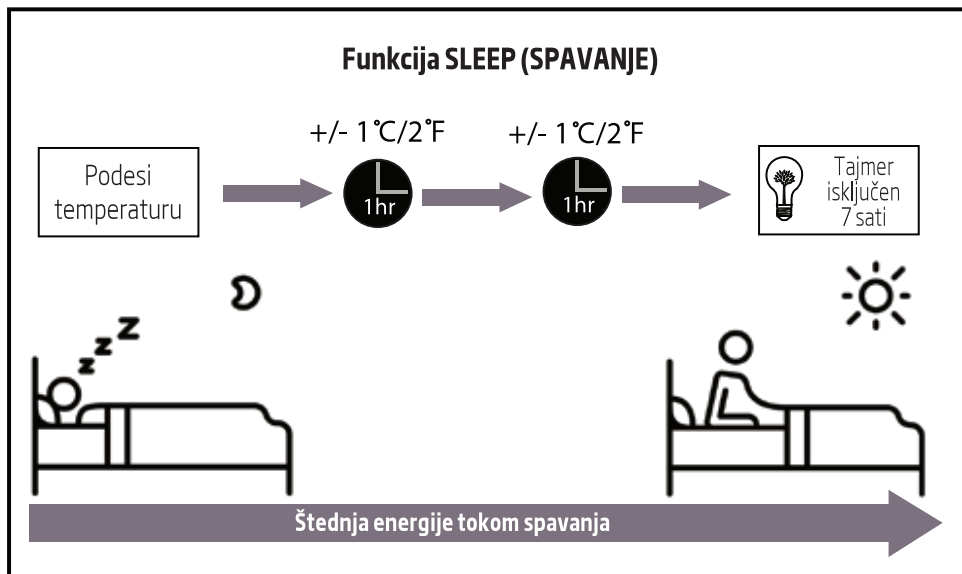 Funkcija SLEEP (SPAVANJE)
+/- 1°C/2°F
+/- 1°C/2°F
Podesi
temperaturu
1hr
1hr
Tajmer
isključen
7 sati
z z Z
Štednja energije tokom spavanja